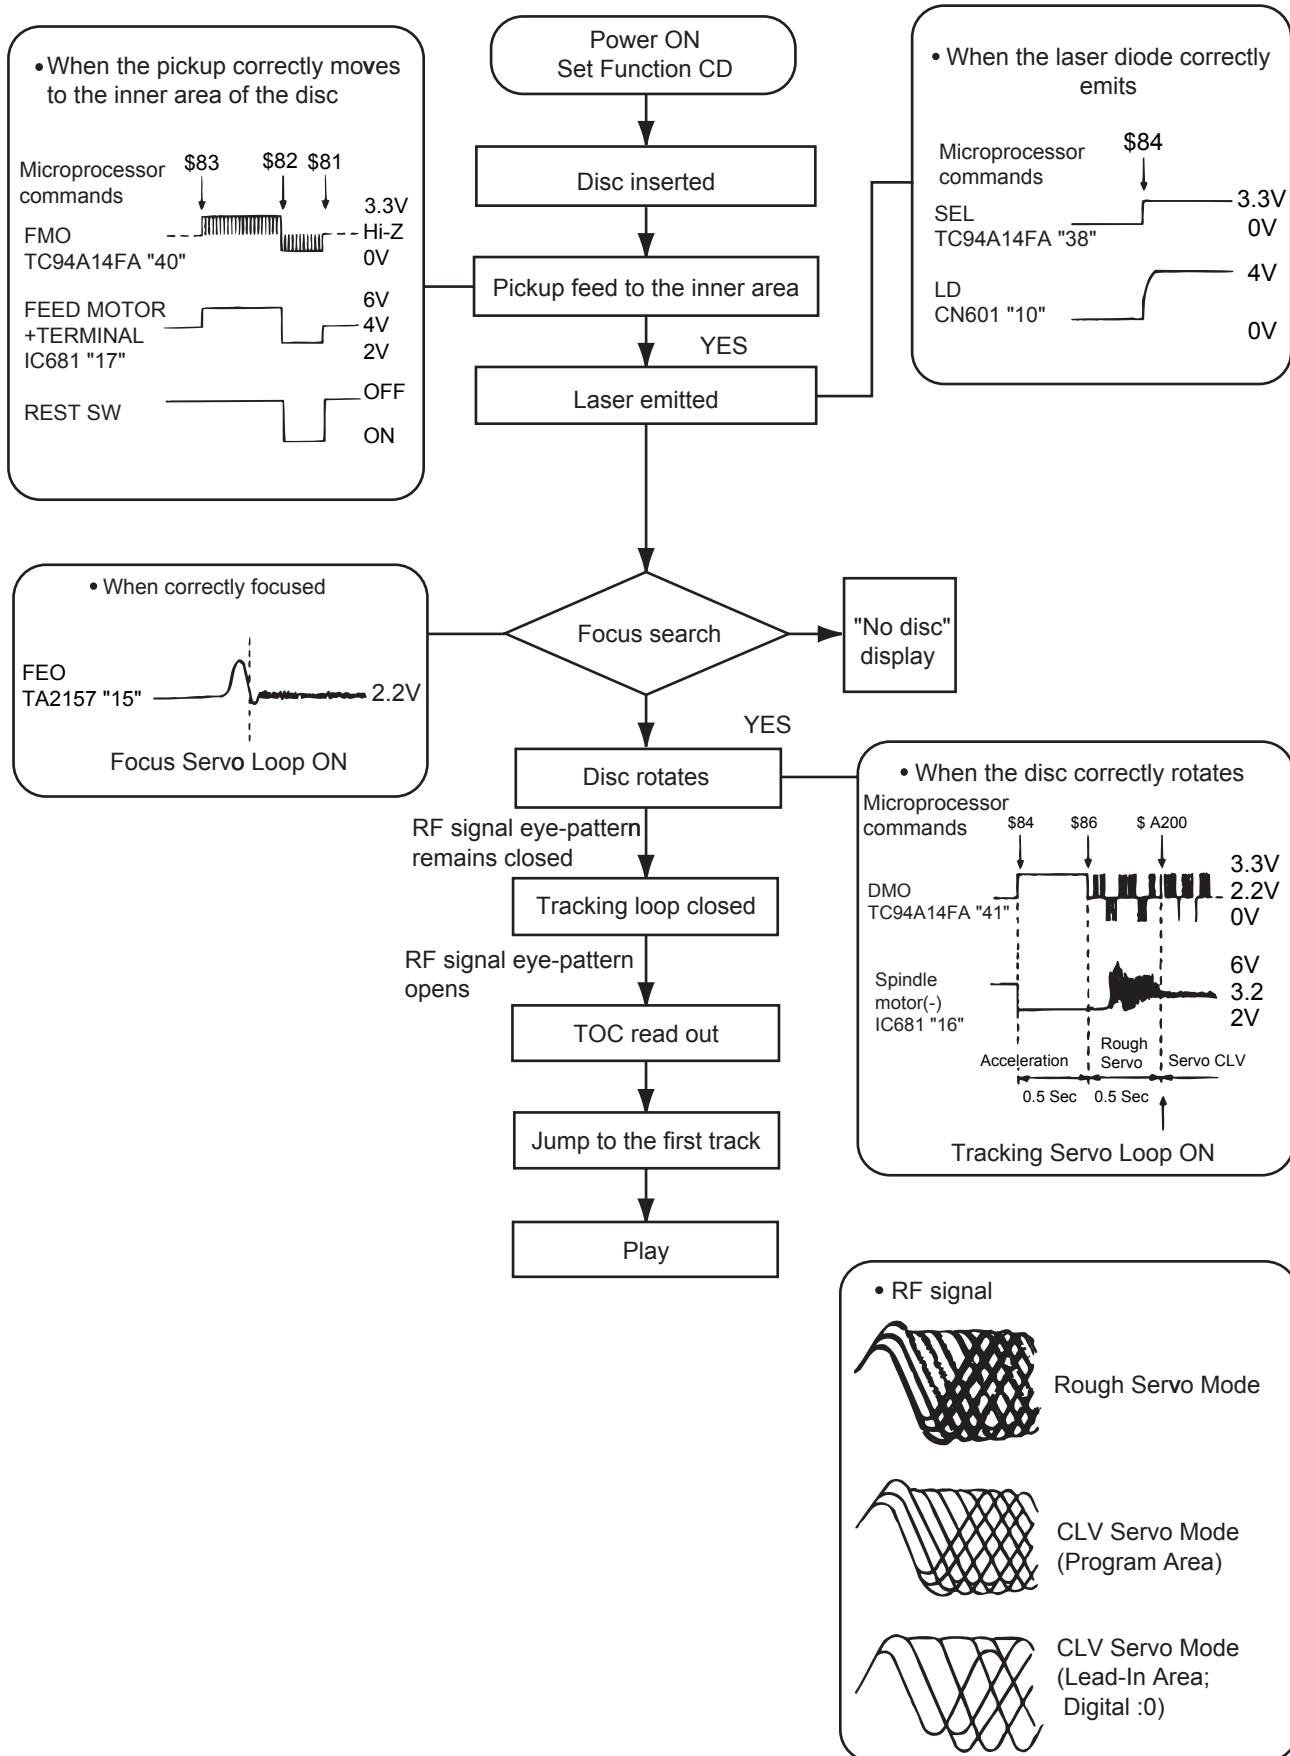 Power ON
Set Function CD
• When the pickup correctly moves
to the inner area of the disc
Microprocessor
commands
$83
$82
$81
FMO
TC94A14FA "40"
3.3V
Hi-Z
0V
FEED MOTOR
+TERMINAL
IC681 "17"
6V
4V
2V
REST SW
OFF
ON
Disc inserted
Pickup feed to the inner area
YES
Laser emitted
• When the laser diode correctly
emits
Microprocessor
commands
$84
SEL
TC94A14FA "38"
3.3V
0V
LD
CN601 "10"
4V
0V
• When correctly focused
FEO
TA2157 "15"
2.2V
Focus Servo Loop ON
Focus search
"No disc"
display
YES
Disc rotates
RF signal eye-pattern
remains closed
Tracking loop closed
RF signal eye-pattern
opens
TOC read out
Jump to the first track
Play
• When the disc correctly rotates
Microprocessor
commands
$84
$86
$ A200
DMO
TC94A14FA "41"
3.3V
2.2V
0V
Spindle
motor(-)
IC681 "16"
6V
3.2
2V
Acceleration
Rough
Servo
Servo CLV
0.5 Sec
0.5 Sec
Tracking Servo Loop ON
• RF signal
Rough Servo Mode
CLV Servo Mode
(Program Area)
CLV Servo Mode
(Lead-In Area;
Digital :0)